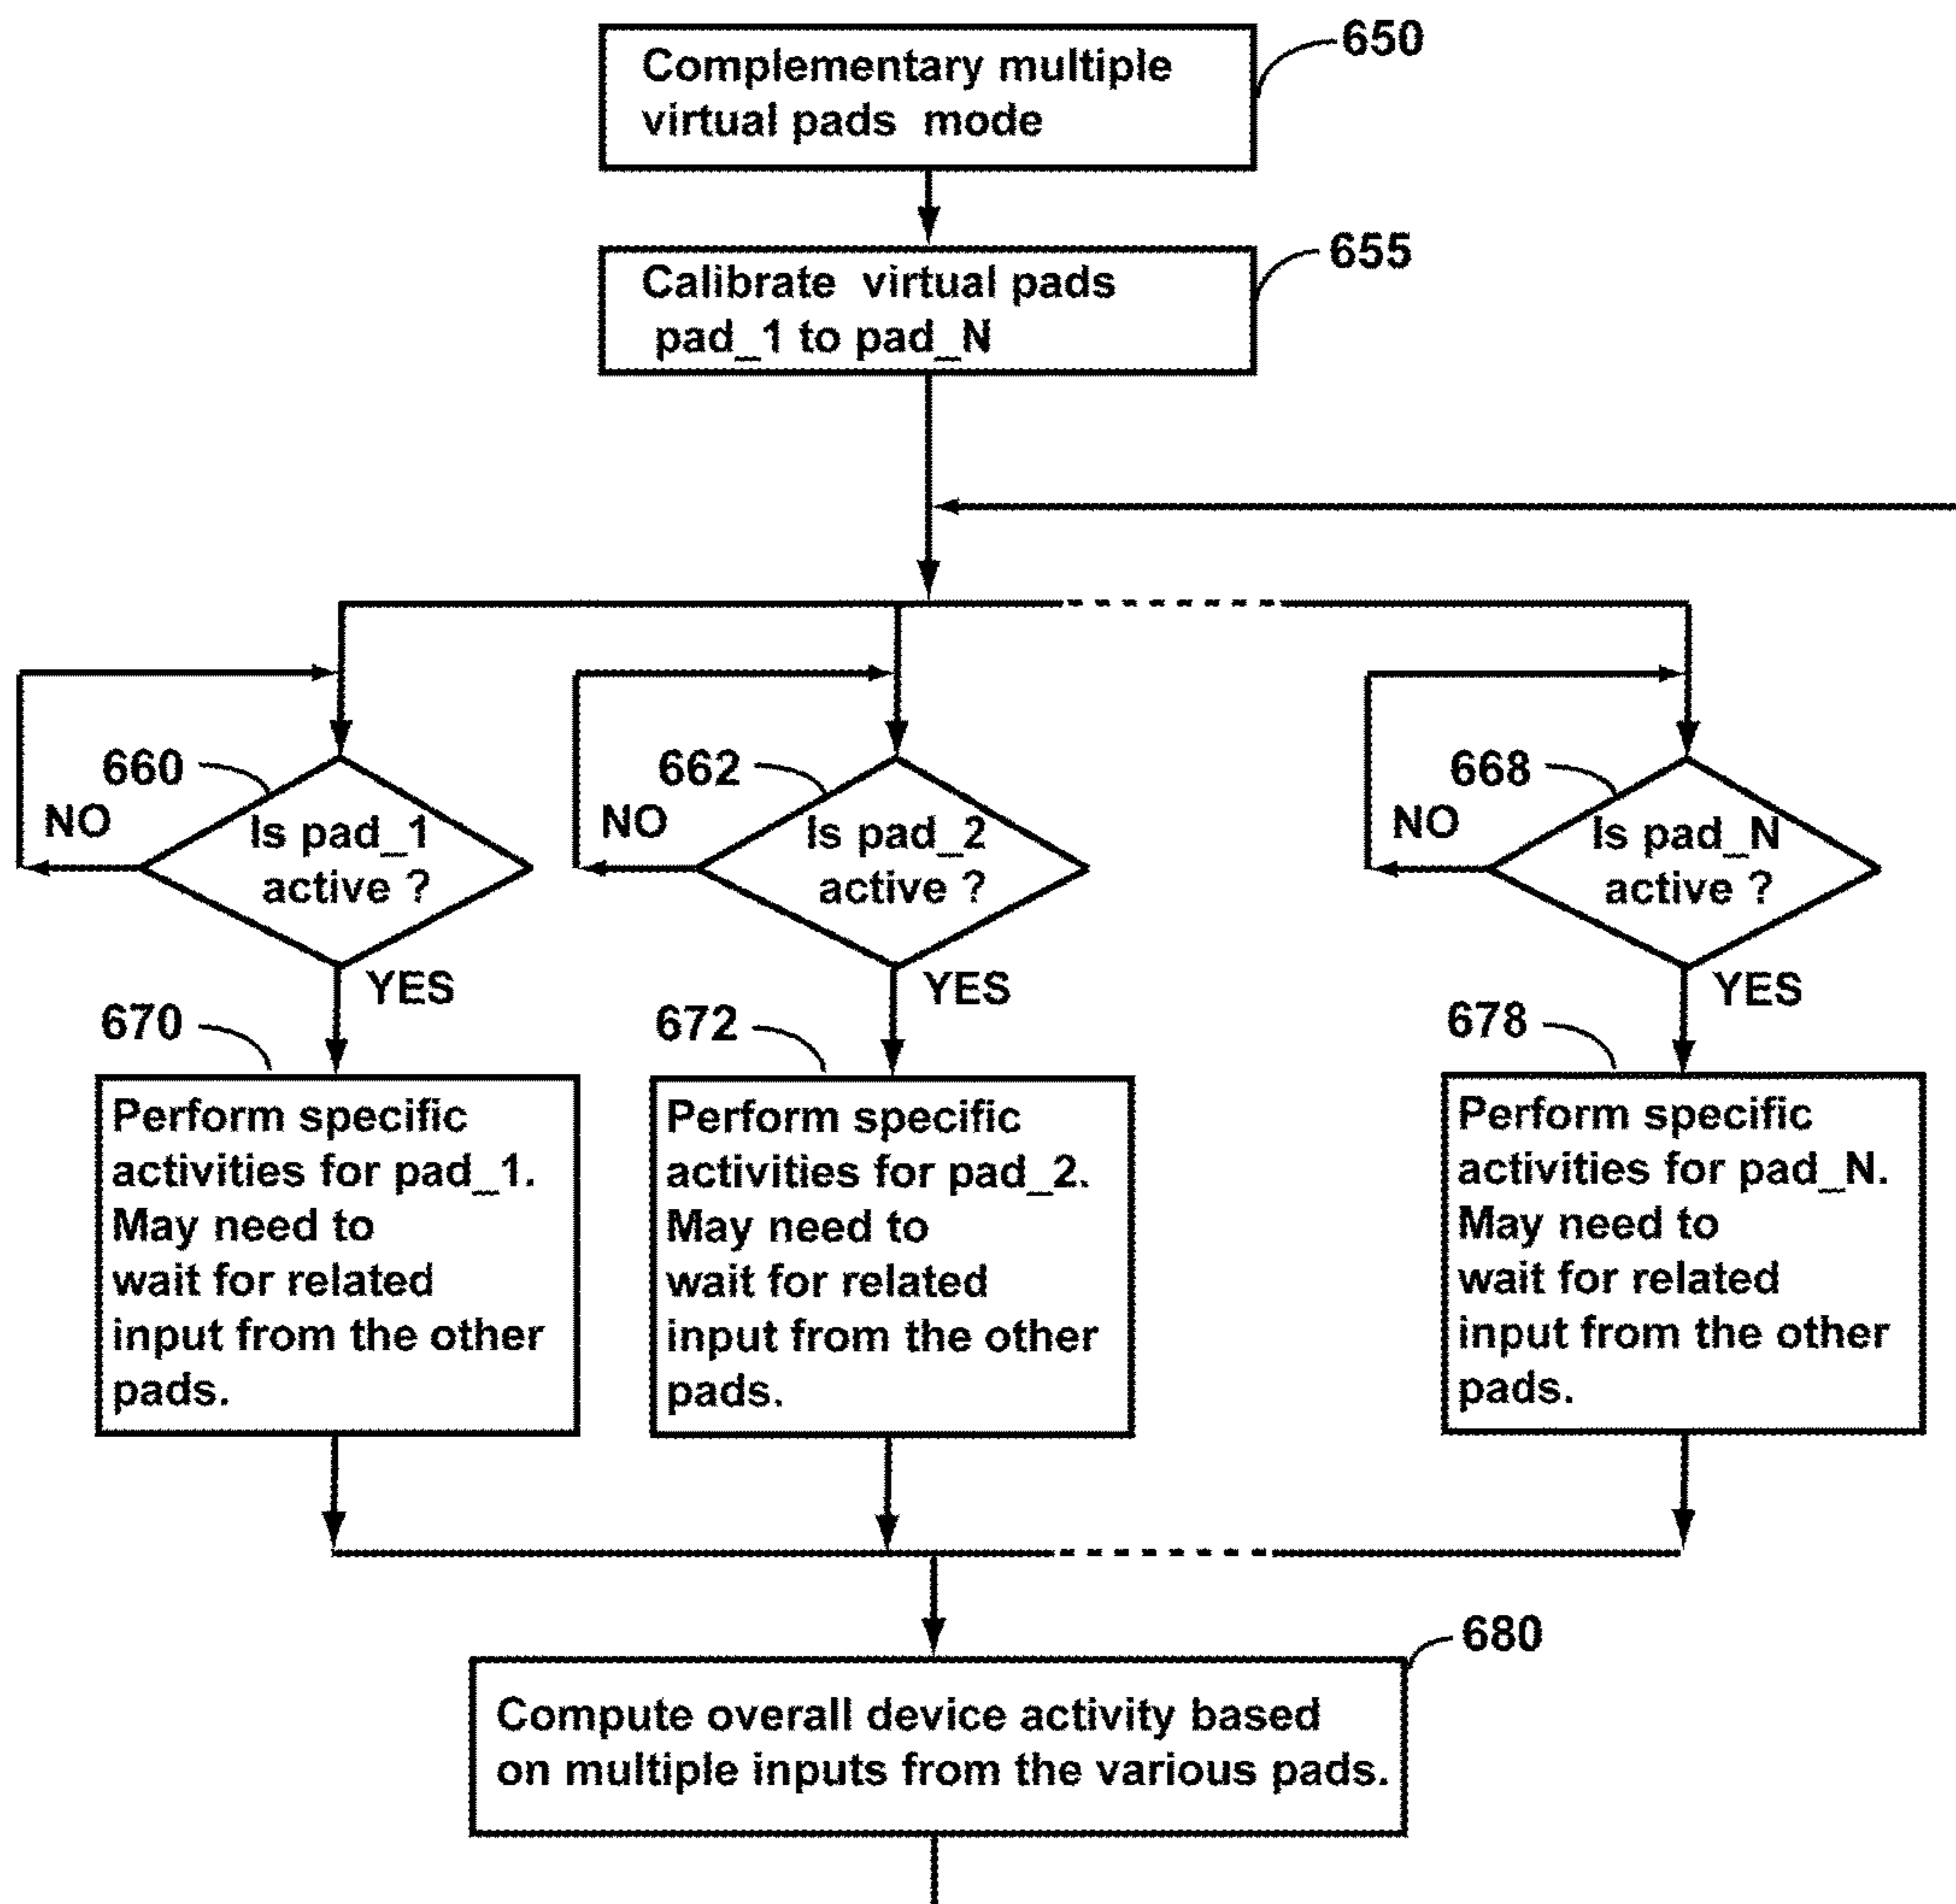 650
Complementary multiple
virtual pads mode
655
Calibrate virtual pads
pad_1 to pad_N
660
NO
Is pad_1
active ?
YES
662
NO
Is pad_2
active ?
YES
668
NO
Is pad_N
active ?
YES
670
Perform specific
activities for pad_1.
May need to
wait for related
input from the other
pads.
672
Perform specific
activities for pad_2.
May need to
wait for related
input from the other
pads.
678
Perform specific
activities for pad_N.
May need to
wait for related
input from the other
pads.
680
Compute overall device activity based
on multiple inputs from the various pads.